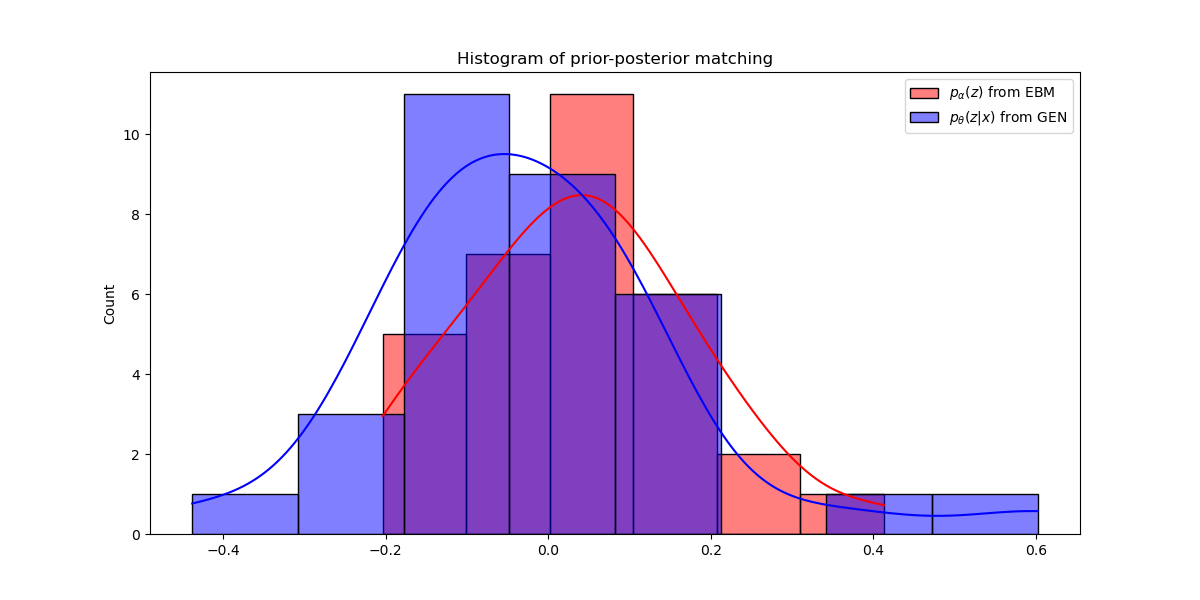 Histogram of prior-posterior matching
pα(z) from EBM
pθ(z|x) from GEN
Count
10
8
6
4
2
0
−0.4 −0.2 0.0 0.2 0.4 0.6